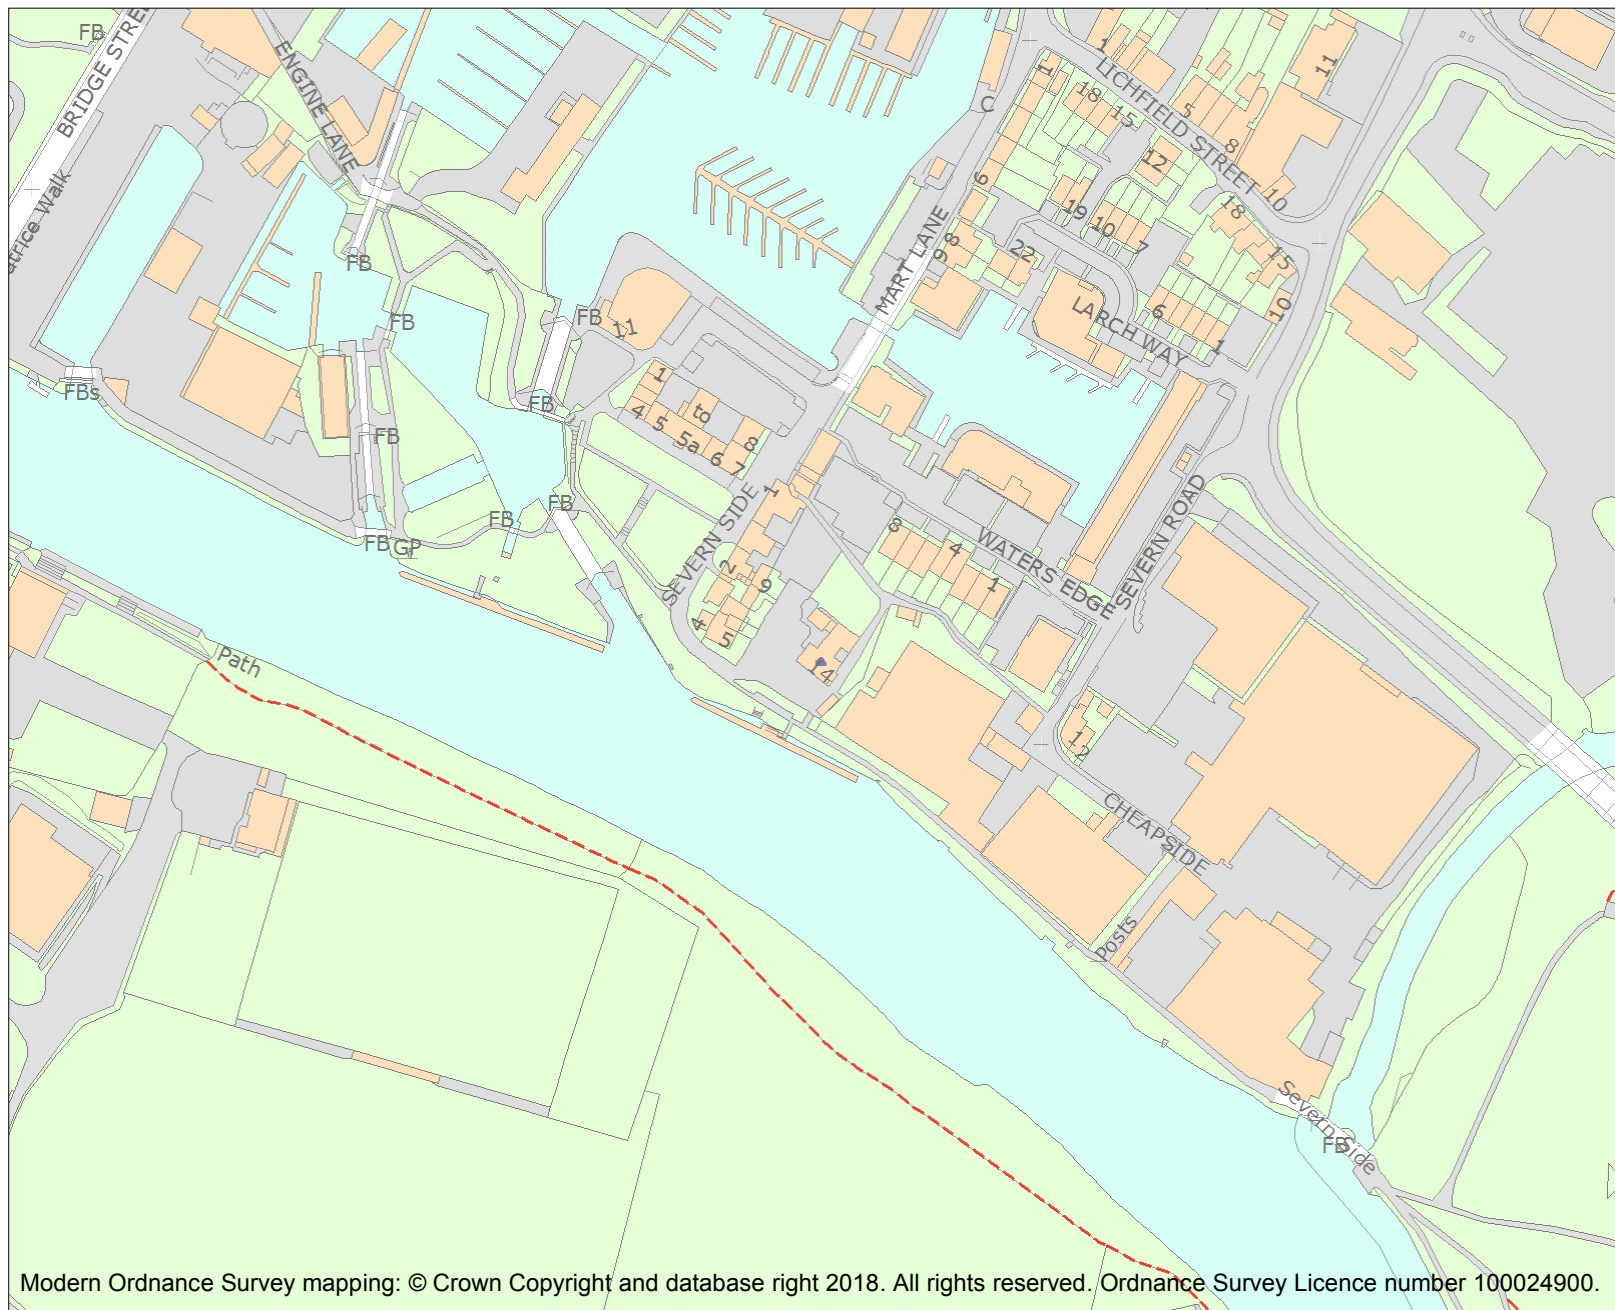 FB
BRIDGE STRE
ENGINE LANE
atrice Walk
C
1
1
LICHFIELD STREET
18
15
5
8
11
12
10
6
19
10
7
18
15
22
8
9
MART LANE
10
LARCH WAY
6
1
FB
FB
FB
11
FBs
FB
FB
1
to
4
5
5a
6
7
8
FB
FB
FB
GP
SEVERN SIDE
1
2
9
4
5
14
8
4
1
WATERS EDGE
SEVERN ROAD
12
CHEAPSIDE
Posts
Path
Severn Side
FB
Modern Ordnance Survey mapping: © Crown Copyright and database right 2018. All rights reserved. Ordnance Survey Licence number 100024900.